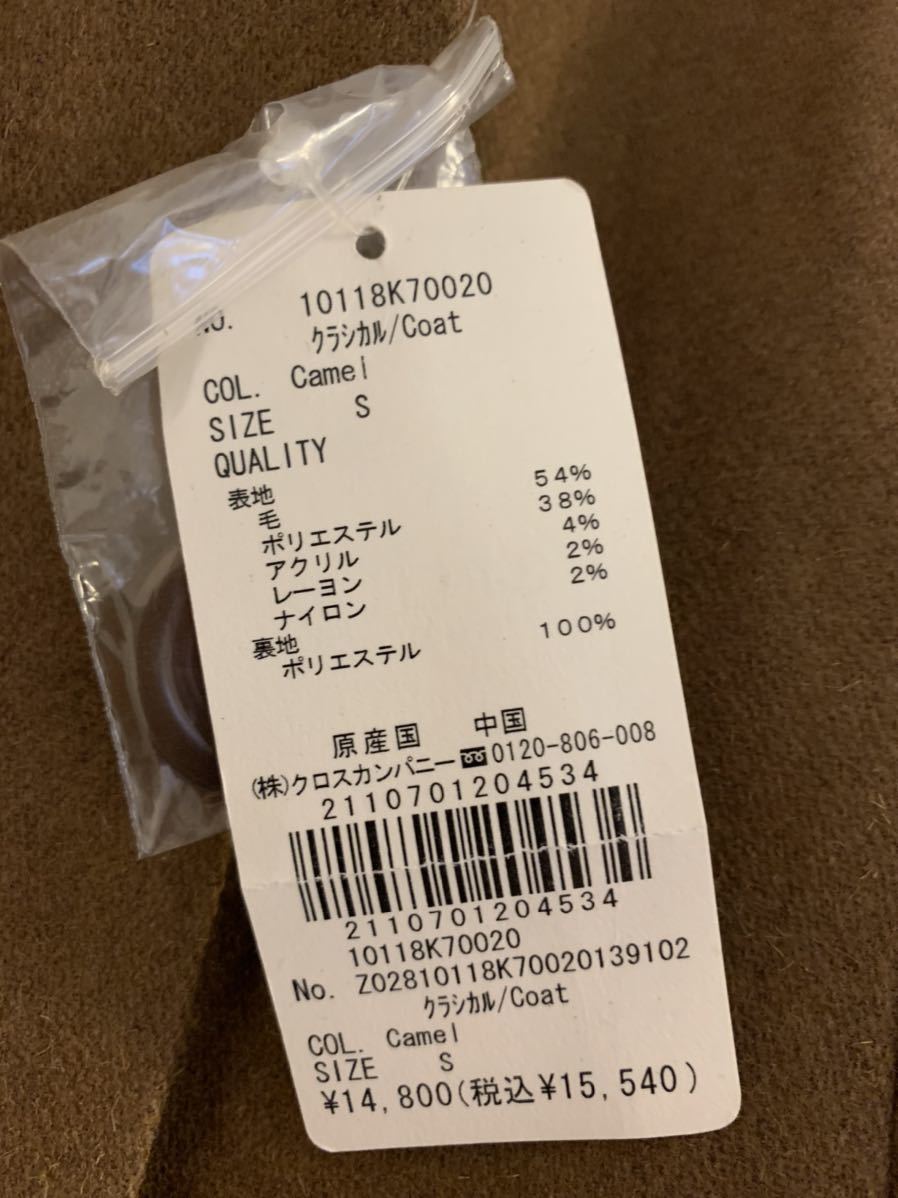 NO. 10118K70020
ｸﾗｼｶﾙ/Coat
COL. Camel
SIZE S
QUALITY
表地
毛 54%
ポリエステル 38%
アクリル 4%
レーヨン 2%
ナイロン 2%
裏地
ポリエステル 100%
原産国 中国
(株)クロスカンパニー 0120-806-008
2110701204534
2110701204534
10118K70020
No. Z02810118K70020139102
ｸﾗｼｶﾙ/Coat
COL. Camel
SIZE S
¥14,800(税込¥15,540)